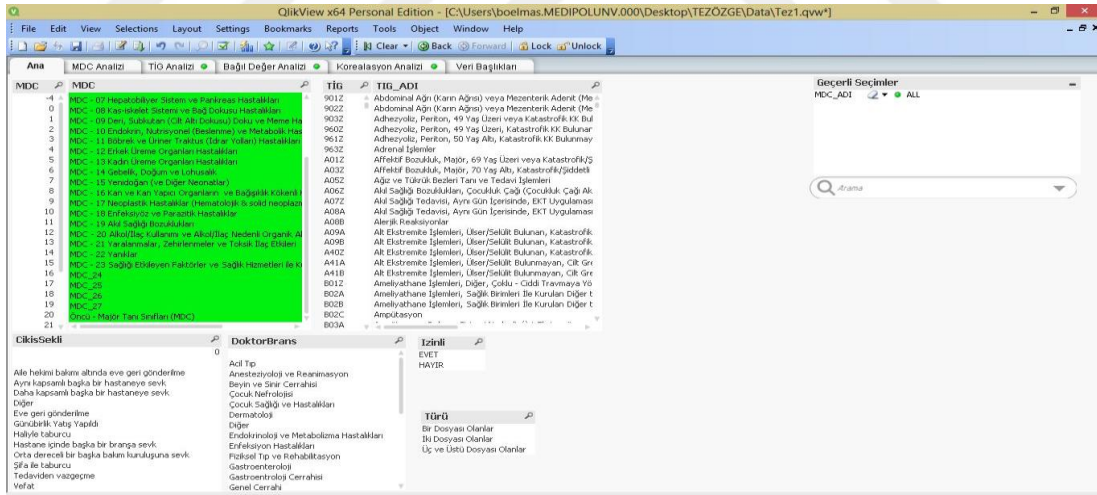 QlikView x64 Personal Edition - [C:\Users\boelmas.MEDIPOLUNV.000\Desktop\TEZÖZGE\Data\Tez1.qvw*]
File Edit View Selections Layout Settings Bookmarks Reports Tools Object Window Help
Clear Back Forward Lock Unlock
Ana MDC Analizi TİG Analizi Bağıl Değer Analizi Korealasyon Analizi Veri Başlıkları
MDC
-4
0
1
2
3
4
5
6
7
8
9
10
11
12
13
14
15
16
17
18
19
20
21
MDC
MDC - 07 Hepatobiliyer Sistem ve Pankreas Hastalıkları
MDC - 08 Kas-iskelet Sistemi ve Bağ Dokusu Hastalıkları
MDC - 09 Deri, Subkutan (Cilt Altı Dokusu) Doku ve Meme Ha
MDC - 10 Endokrin, Nutrisyonel (Beslenme) ve Metabolik Has
MDC - 11 Böbrek ve Üriner Traktus (İdrar Yolları) Hastalıkları
MDC - 12 Erkek Üreme Organları Hastalıkları
MDC - 13 Kadın Üreme Organları Hastalıkları
MDC - 14 Gebelik, Doğum ve Lohusalık
MDC - 15 Yenidoğan (ve Diğer Neonatlar)
MDC - 16 Kan ve Kan Yapıcı Organların ve Bağışıklık Kökenli H
MDC - 17 Neoplastik Hastalıklar (Hematolojik & solid neoplazm
MDC - 18 Enfeksiyöz ve Parazitik Hastalıklar
MDC - 19 Akıl Sağlığı Bozuklukları
MDC - 20 Alkol/İlaç Kullanımı ve Alkol/İlaç Nedenli Organik Al
MDC - 21 Yaralanmalar, Zehirlenmeler ve Toksik İlaç Etkileri
MDC - 22 Yanıklar
MDC - 23 Sağlığı Etkileyen Faktörler ve Sağlık Hizmetleri ile K
MDC_24
MDC_25
MDC_26
MDC_27
Öncü - Majör Tanı Sınıfları (MDC)
TİG
901Z
902Z
903Z
960Z
961Z
963Z
A01Z
A03Z
A05Z
A06Z
A07Z
A08A
A08B
A09A
A09B
A40Z
A41A
A41B
B01Z
B02A
B02B
B02C
B03A
TIG_ADI
Abdominal Ağrı (Karın Ağrısı) veya Mezenterik Adenit (Me
Abdominal Ağrı (Karın Ağrısı) veya Mezenterik Adenit (Me
Adhezyoliz, Periton, 49 Yaş Üzeri veya Katastrofik KK Bul
Adhezyoliz, Periton, 49 Yaş Üzeri, Katastrofik KK Bulunar
Adhezyoliz, Periton, 50 Yaş Altı, Katastrofik KK Bulunmay
Adrenal İşlemler
Affektif Bozukluk, Majör, 69 Yaş Üzeri veya Katastrofik/Ş
Affektif Bozukluk, Majör, 70 Yaş Altı, Katastrofik/Şiddetli
Ağız ve Tükrük Bezleri Tanı ve Tedavi İşlemleri
Akıl Sağlığı Bozuklukları, Çocukluk Çağı (Çocukluk Çağı Ak
Akıl Sağlığı Tedavisi, Aynı Gün İçerisinde, EKT Uygulaması
Akıl Sağlığı Tedavisi, Aynı Gün İçerisinde, EKT Uygulaması
Alerjik Reaksiyonlar
Alt Ekstremite İşlemleri, Ülser/Selülit Bulunan, Katastrofik
Alt Ekstremite İşlemleri, Ülser/Selülit Bulunan, Katastrofik
Alt Ekstremite İşlemleri, Ülser/Selülit Bulunan, Katastrofik
Alt Ekstremite İşlemleri, Ülser/Selülit Bulunmayan, Cilt Gre
Alt Ekstremite İşlemleri, Ülser/Selülit Bulunmayan, Cilt Gre
Ameliyathane İşlemleri, Diğer, Çoklu - Ciddi Travmaya Yö
Ameliyathane İşlemleri, Sağlık Birimleri İle Kurulan Diğer t
Ameliyathane İşlemleri, Sağlık Birimleri İle Kurulan Diğer t
Ampütasyon
Geçerli Seçimler
MDC_ADI ALL
Arama
CikisSekli
0
Aile hekimi bakımı altında eve geri gönderilme
Aynı kapsamlı başka bir hastaneye sevk
Daha kapsamlı başka bir hastaneye sevk
Diğer
Eve geri gönderilme
Günübirlik Yatış Yapıldı
Haliyle taburcu
Hastane içinde başka bir branşa sevk
Orta dereceli bir başka bakım kuruluşuna sevk
Şifa ile taburcu
Tedaviden vazgeçme
Vefat
DoktorBrans
Acil Tıp
Anesteziyoloji ve Reanimasyon
Beyin ve Sinir Cerrahisi
Çocuk Nefrolojisi
Çocuk Sağlığı ve Hastalıkları
Dermatoloji
Diğer
Endokrinoloji ve Metabolizma Hastalıkları
Enfeksiyon Hastalıkları
Fiziksel Tıp ve Rehabilitasyon
Gastroenteroloji
Gastroentroloji Cerrahisi
Genel Cerrahi
Izinli
EVET
HAYIR
Türü
Bir Dosyası Olanlar
İki Dosyası Olanlar
Üç ve Üstü Dosyası Olanlar